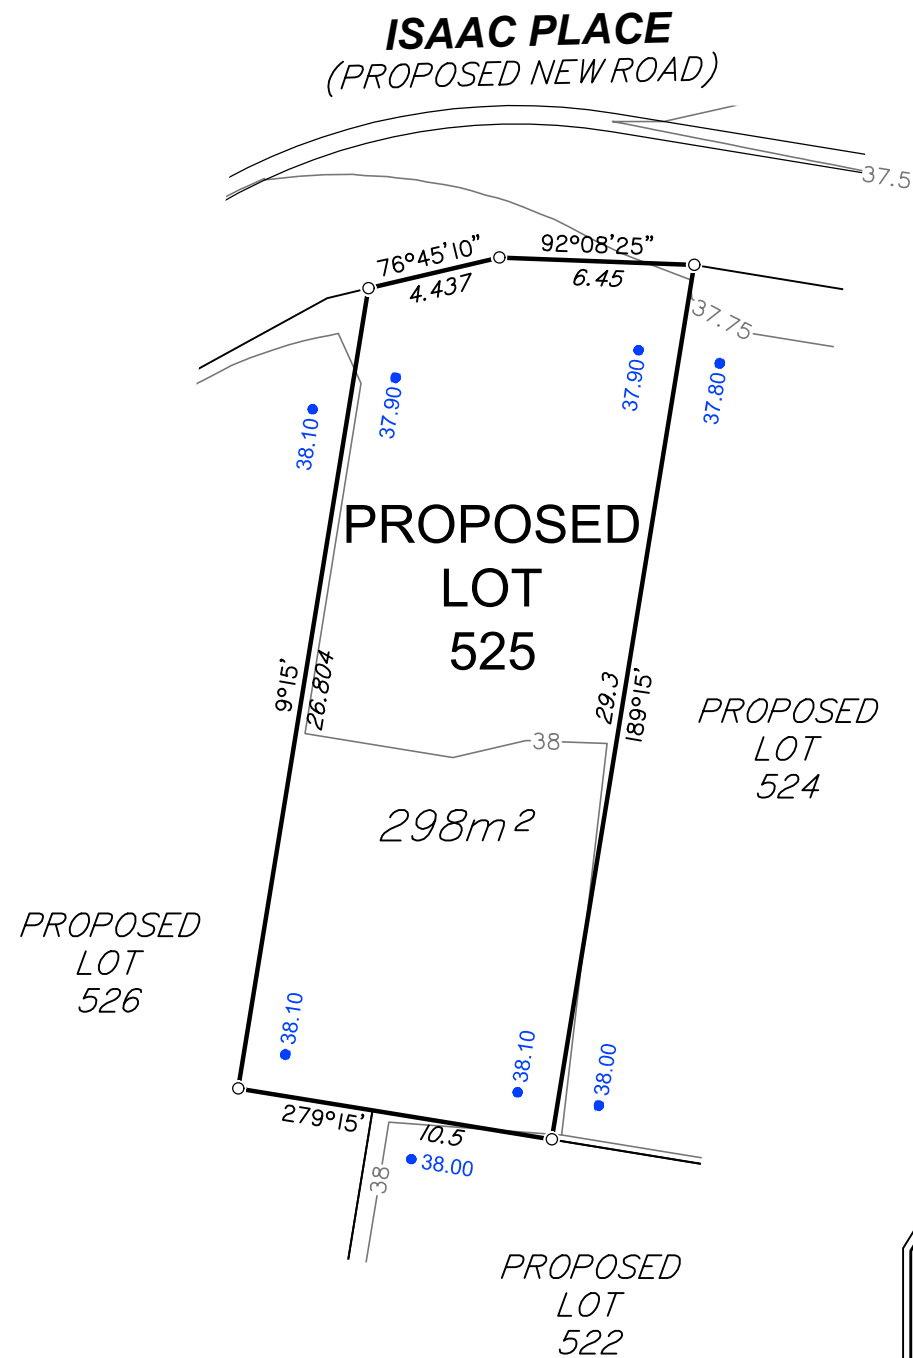 ISAAC PLACE
(PROPOSED NEW ROAD)
37.5
76°45'10"
4.437
92°08'25"
6.45
37.75
38.10
37.90
37.90
37.80
PROPOSED
LOT
525
9°15'
26.804
29.3
189°15'
PROPOSED
LOT
524
38
298m²
PROPOSED
LOT
526
38.10
38.10
38.00
279°15'
10.5
38.00
38
PROPOSED
LOT
522